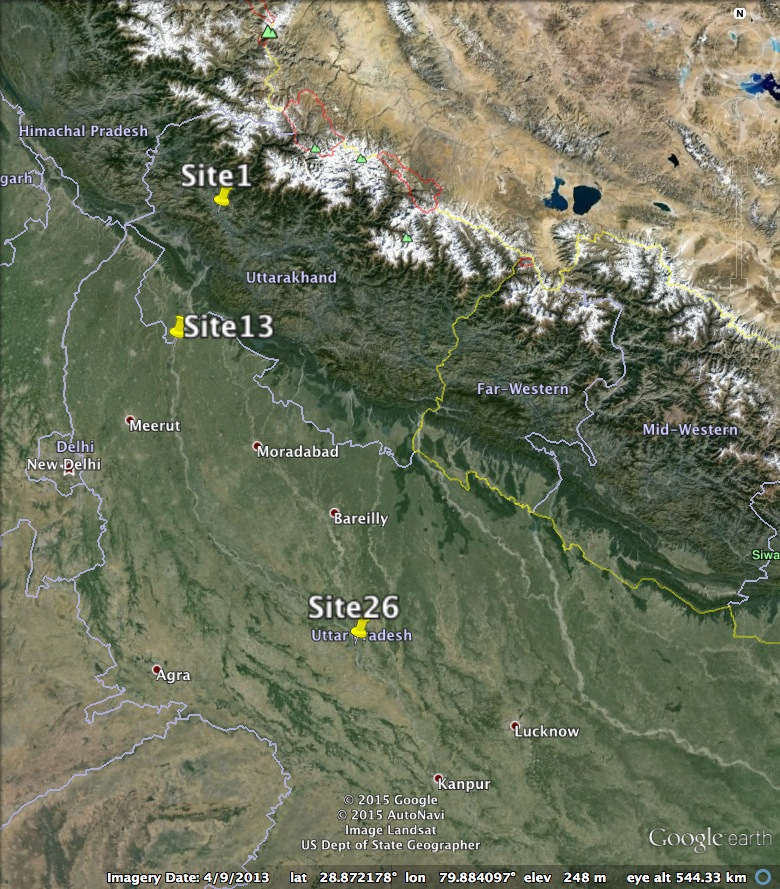 N
Himachal Pradesh
garh
Site1
Uttarakhand
Site13
Far-Western
Mid-Western
Meerut
Delhi
New Delhi
Moradabad
Bareilly
Siwa
Site26
Uttar Pradesh
Agra
Lucknow
Kanpur
© 2015 Google
© 2015 AutoNavi
Image Landsat
US Dept of State Geographer
Google earth
Imagery Date: 4/9/2013 lat 28.872178° lon 79.884097° elev 248 m eye alt 544.33 km